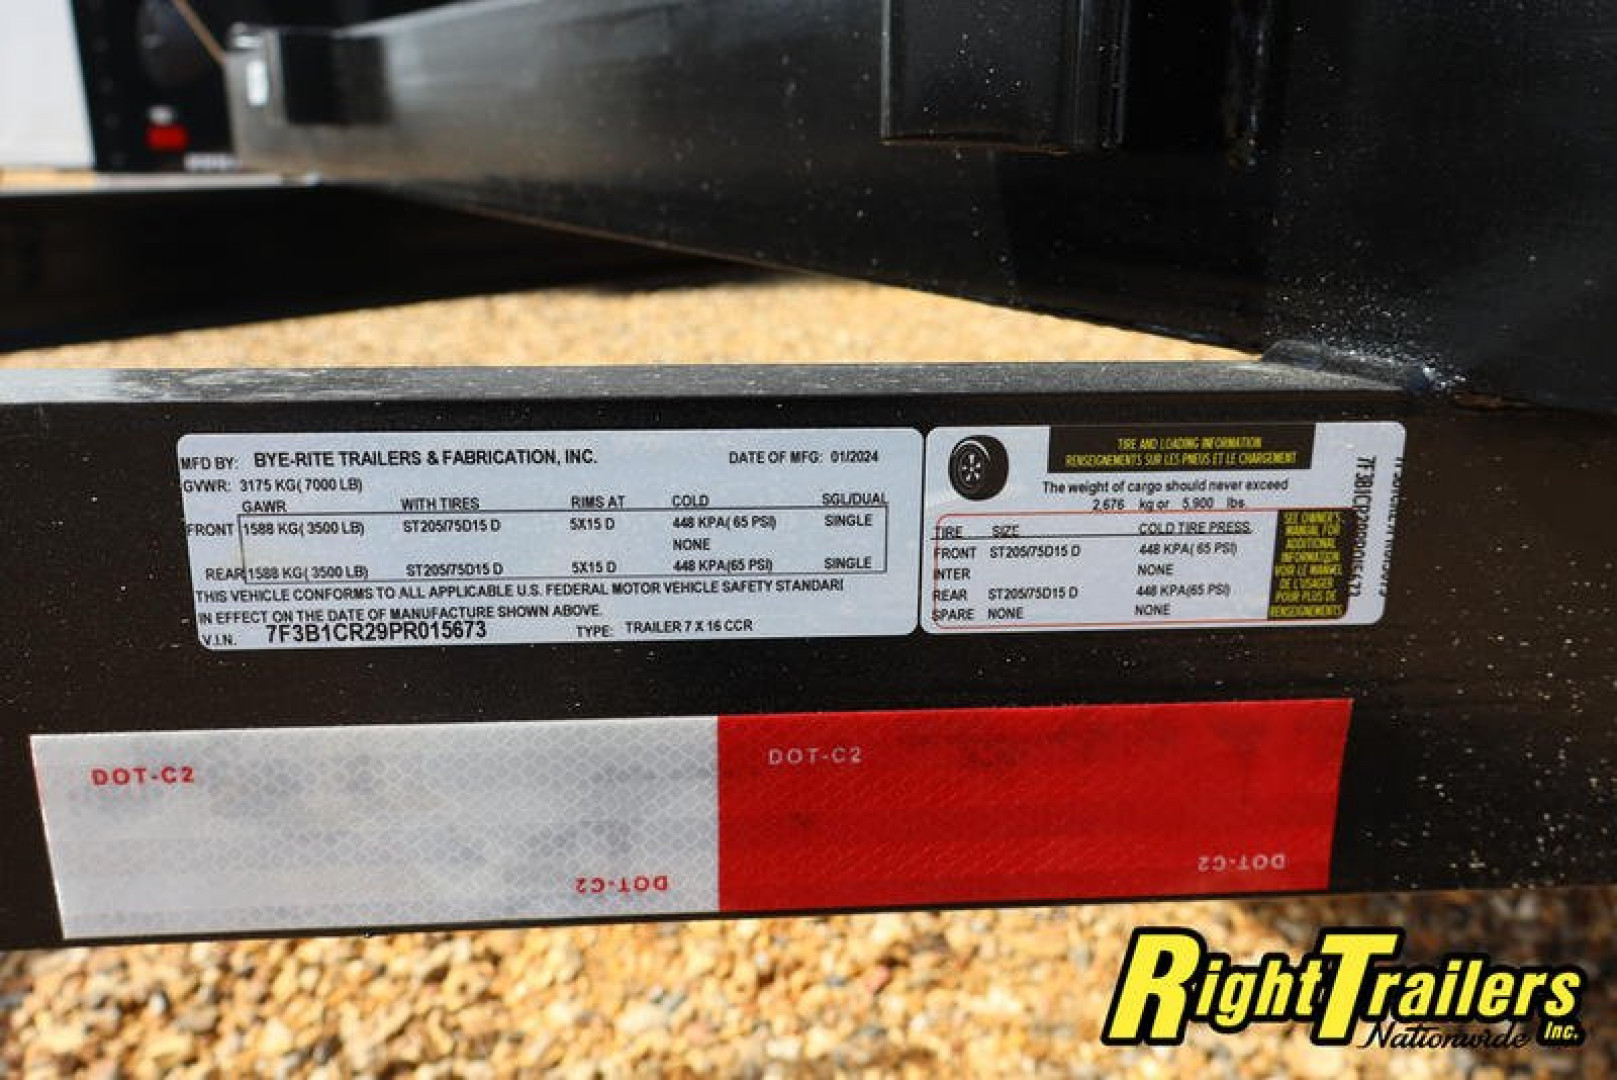 MFD BY: BYE-RITE TRAILERS & FABRICATION, INC. DATE OF MFG: 01/2024
GVWR: 3175 KG( 7000 LB)
GAWR WITH TIRES RIMS AT COLD SGL/DUAL
FRONT 1588 KG( 3500 LB) ST205/75D15 D 5X15 D 448 KPA( 65 PSI) SINGLE
NONE
REAR 1588 KG( 3500 LB) ST205/75D15 D 5X15 D 448 KPA(65 PSI) SINGLE
THIS VEHICLE CONFORMS TO ALL APPLICABLE U.S. FEDERAL MOTOR VEHICLE SAFETY STANDARI
IN EFFECT ON THE DATE OF MANUFACTURE SHOWN ABOVE.
V.I.N. 7F3B1CR29PR015673 TYPE: TRAILER 7 X 16 CCR
TIRE AND LOADING INFORMATION
RENSEIGNEMENTS SUR LES PNEUS ET LE CHARGEMENT
The weight of cargo should never exceed
2,676 kg or 5,900 lbs
TIRE SIZE COLD TIRE PRESS.
FRONT ST205/75D15 D 448 KPA( 65 PSI)
INTER NONE
REAR ST205/75D15 D 448 KPA(65 PSI)
SPARE NONE NONE
SEE OWNER'S
MANUAL FOR
ADDITIONAL
INFORMATION
VOIR LE MANUEL
DE L'USAGER
POUR PLUS DE
RENSEIGNEMENTS
DOT-C2
DOT-C2
DOT-C2
DOT-C2
RightTrailers
Nationwide Inc.